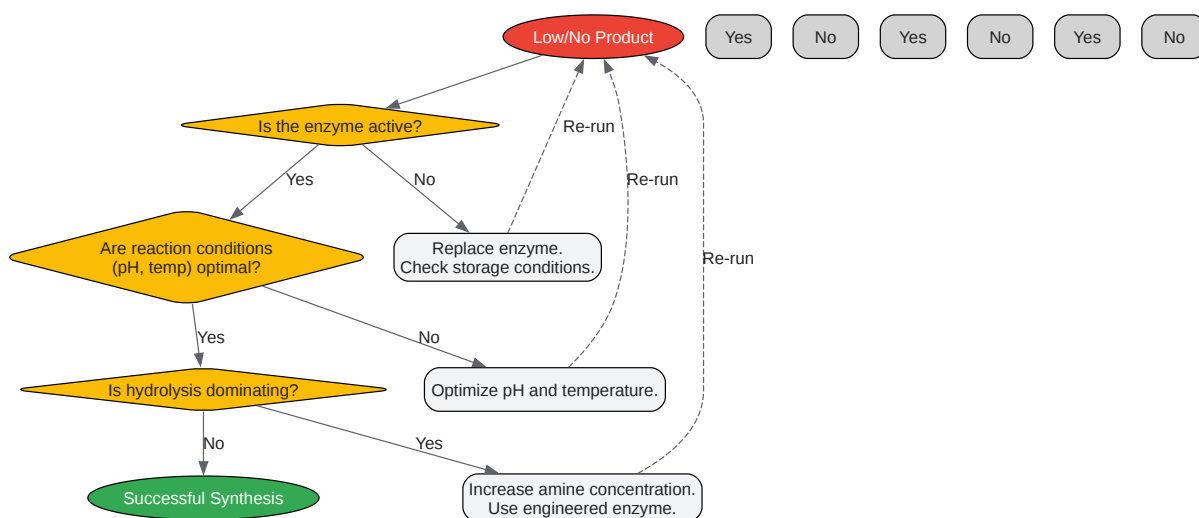 Low/No Product
Yes
No
Yes
No
Yes
No
Is the enzyme active?
Re-run
Yes
No
Re-run
Replace enzyme.
Check storage conditions.
Are reaction conditions
(pH, temp) optimal?
Re-run
Yes
No
Is hydrolysis dominating?
Optimize pH and temperature.
No
Yes
Successful Synthesis
Increase amine concentration.
Use engineered enzyme.